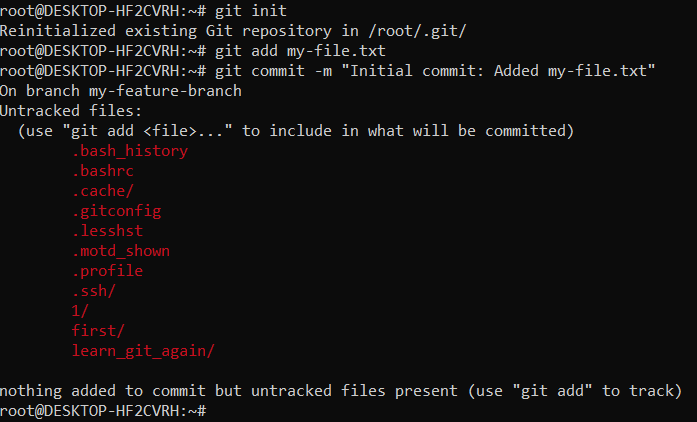 root@DESKTOP-HF2CVRH:~# git init
Reinitialized existing Git repository in /root/.git/
root@DESKTOP-HF2CVRH:~# git add my-file.txt
root@DESKTOP-HF2CVRH:~# git commit -m "Initial commit: Added my-file.txt"
On branch my-feature-branch
Untracked files:
  (use "git add <file>..." to include in what will be committed)
        .bash_history
        .bashrc
        .cache/
        .gitconfig
        .lesshst
        .motd_shown
        .profile
        .ssh/
        1/
        first/
        learn_git_again/

nothing added to commit but untracked files present (use "git add" to track)
root@DESKTOP-HF2CVRH:~#